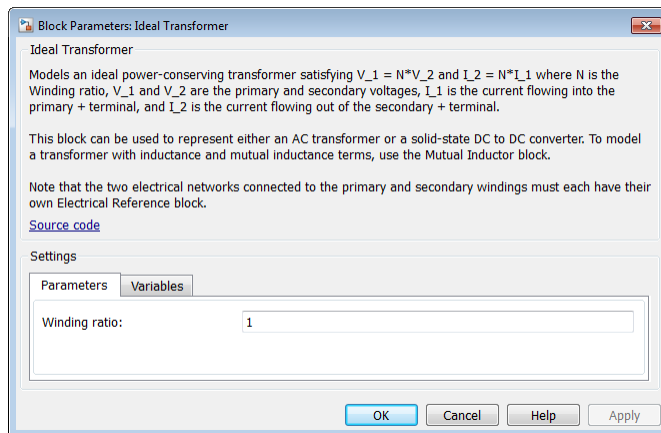 Block Parameters: Ideal Transformer
Ideal Transformer
Models an ideal power-conserving transformer satisfying V_1 = N*V_2 and I_2 = N*I_1 where N is the
Winding ratio, V_1 and V_2 are the primary and secondary voltages, I_1 is the current flowing into the
primary + terminal, and I_2 is the current flowing out of the secondary + terminal.
This block can be used to represent either an AC transformer or a solid-state DC to DC converter. To model
a transformer with inductance and mutual inductance terms, use the Mutual Inductor block.
Note that the two electrical networks connected to the primary and secondary windings must each have their
own Electrical Reference block.
Source code
Settings
Parameters Variables
Winding ratio: 1
OK Cancel Help Apply